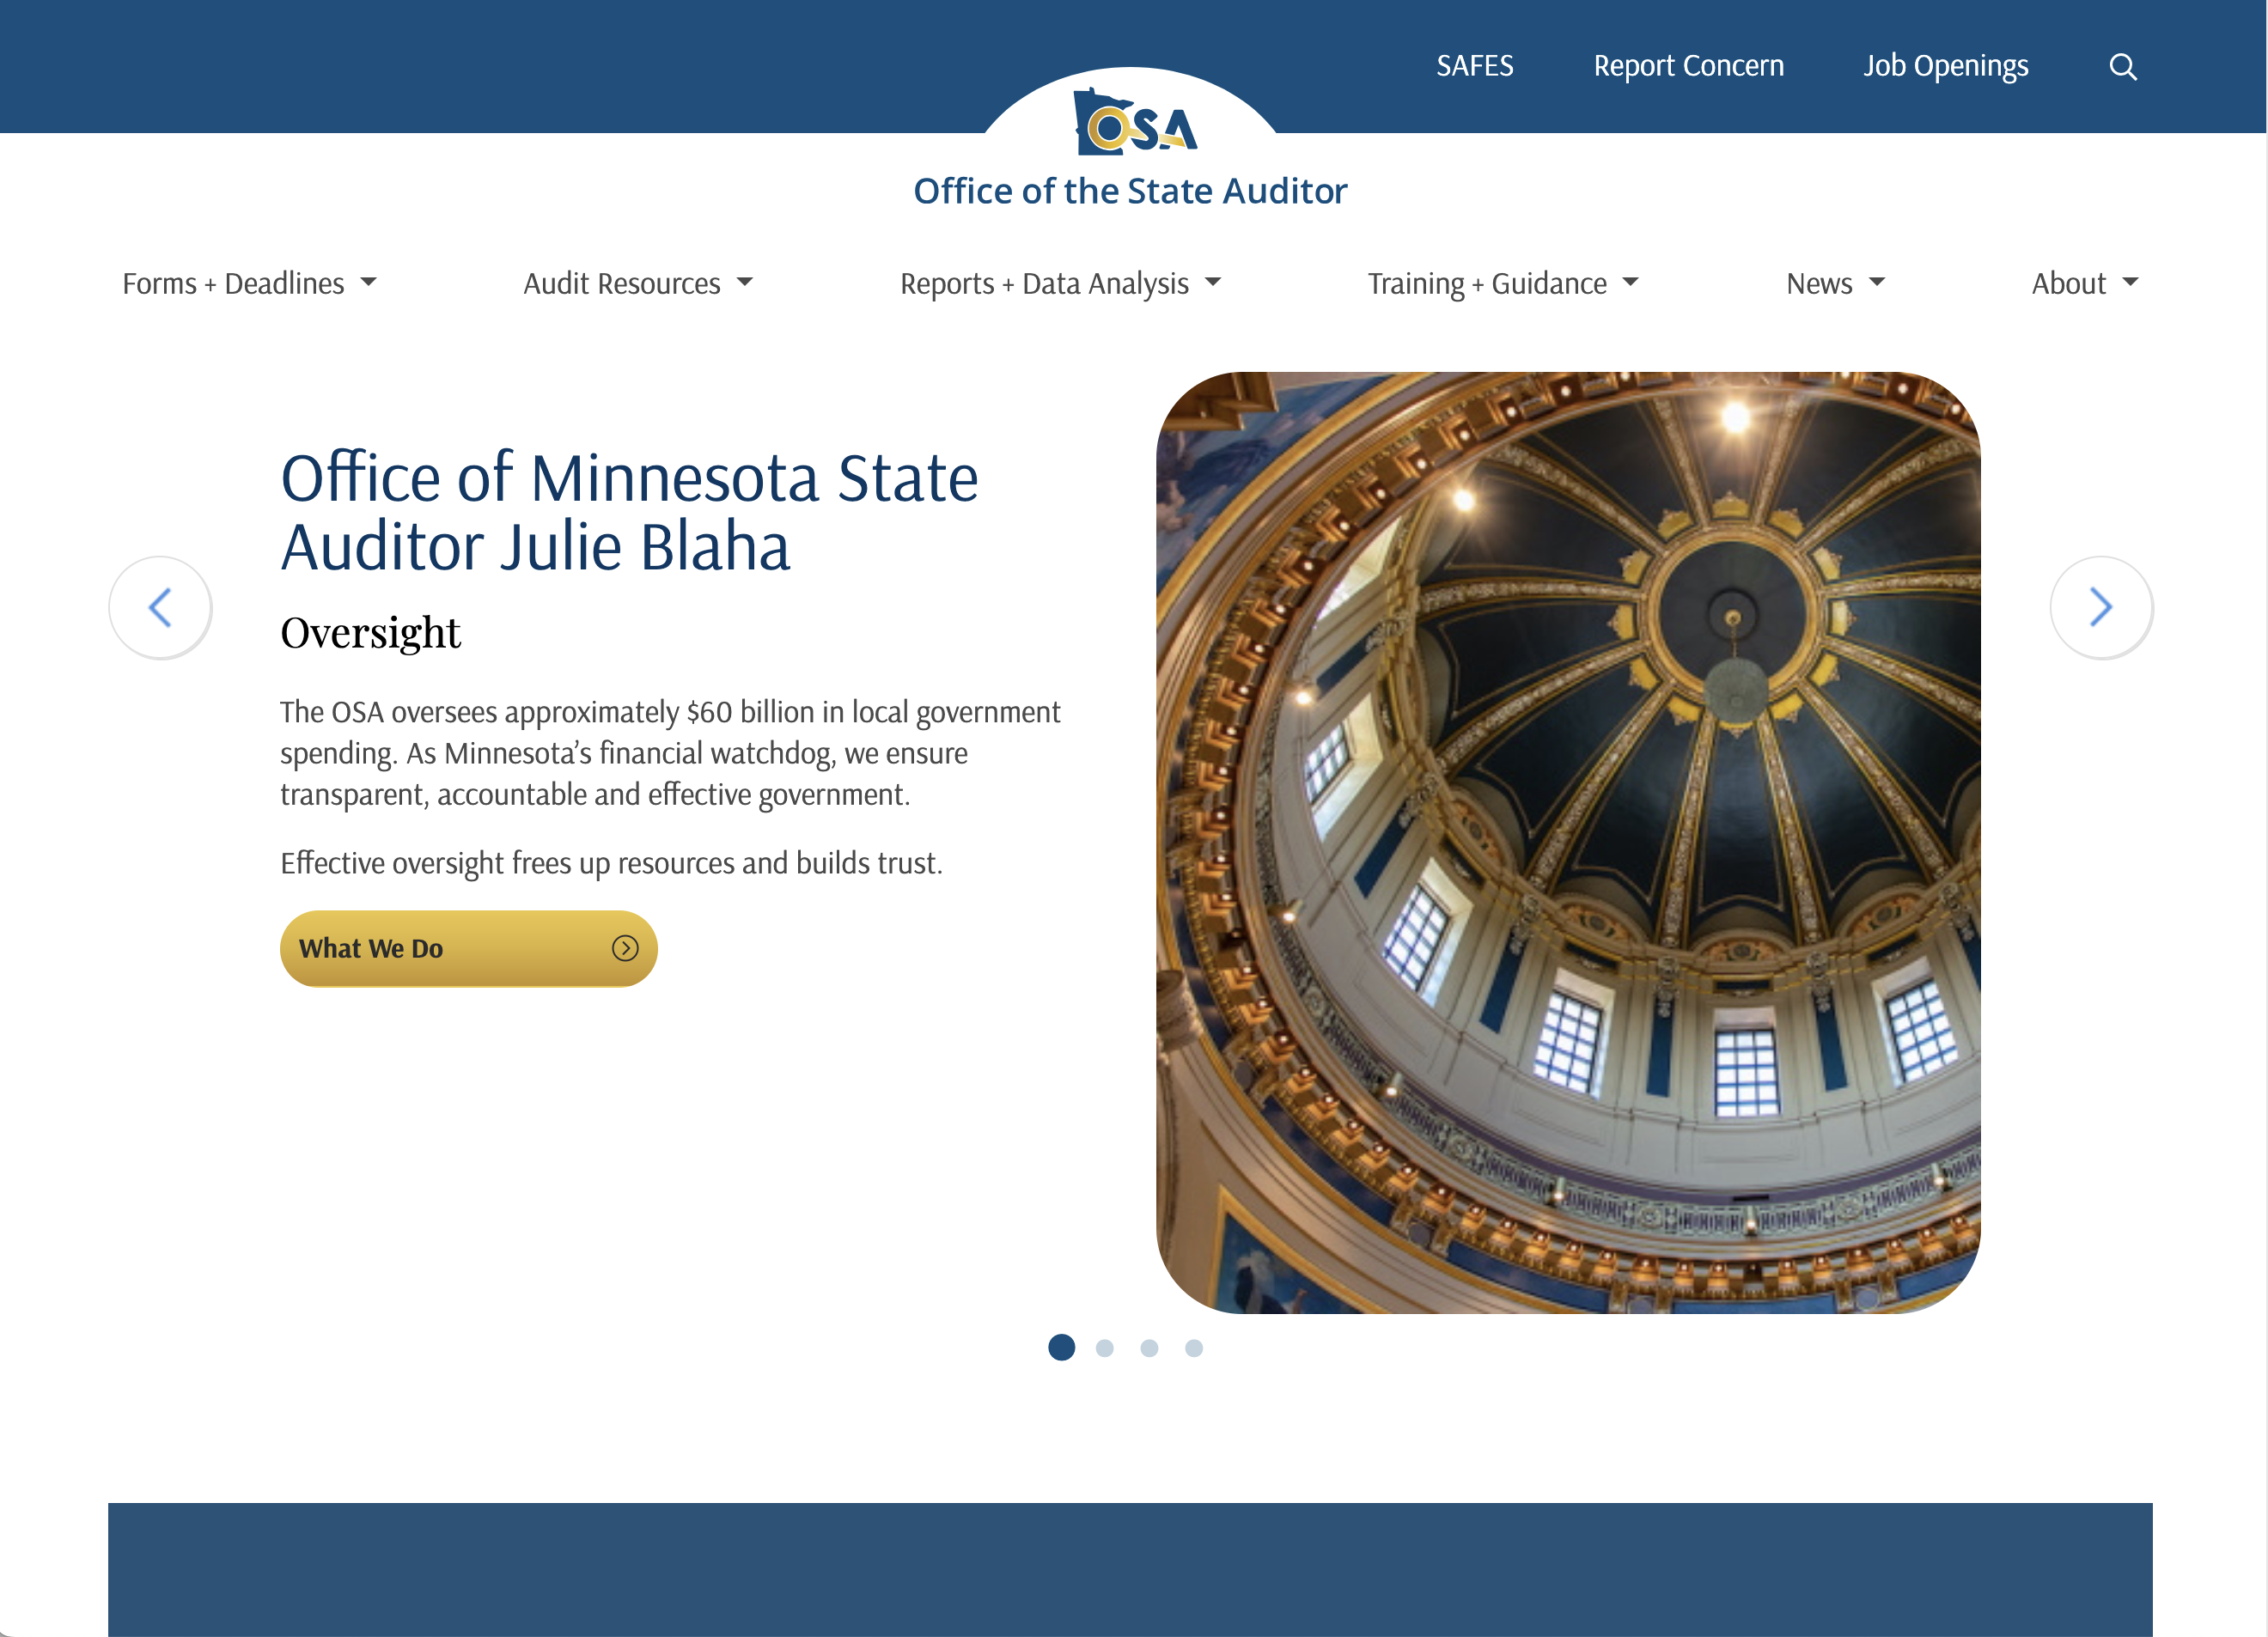 SAFES
Report Concern
Job Openings
OSA
Office of the State Auditor
Forms + Deadlines
Audit Resources
Reports + Data Analysis
Training + Guidance
News
About
Office of Minnesota State
Auditor Julie Blaha
Oversight
The OSA oversees approximately $60 billion in local government
spending. As Minnesota’s financial watchdog, we ensure
transparent, accountable and effective government.
Effective oversight frees up resources and builds trust.
What We Do